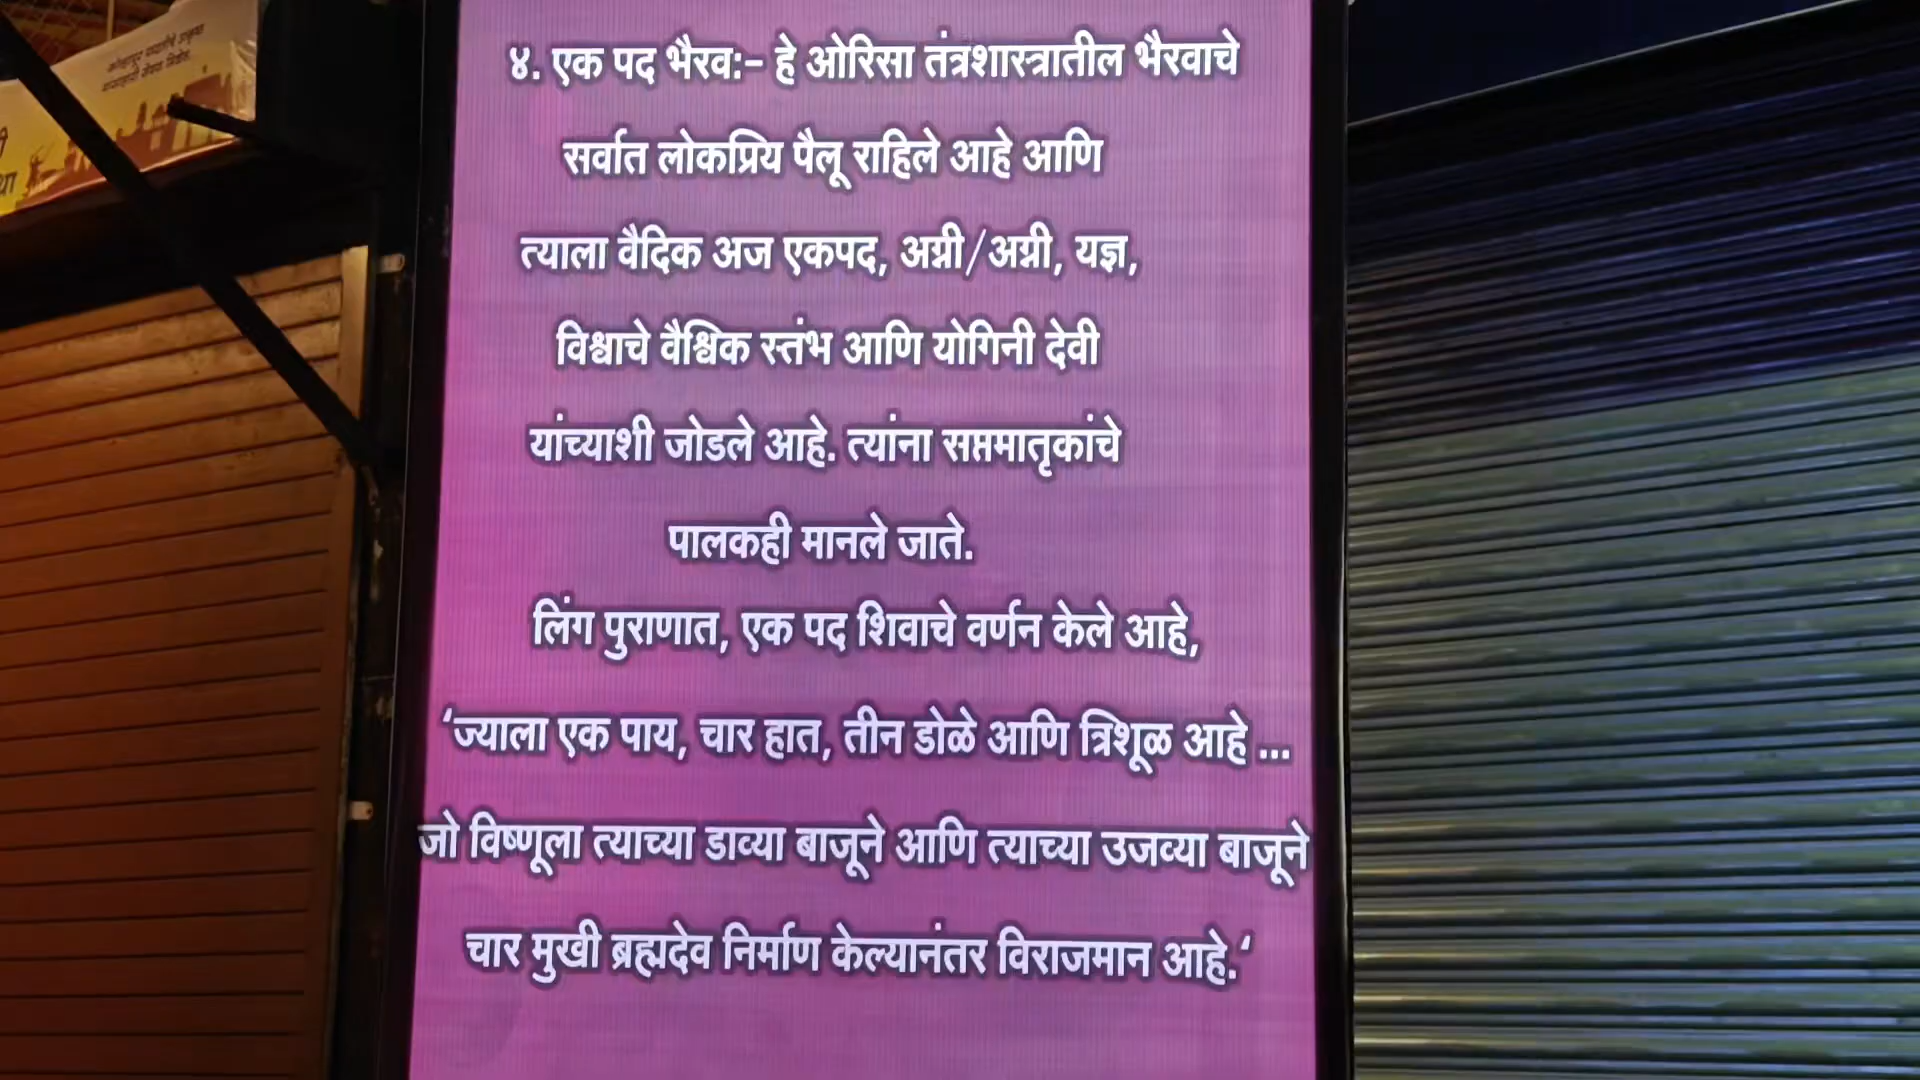 ४. एक पद भैरव:- हे ओरिसा तंत्रशास्त्रातील भैरवाचे
सर्वात लोकप्रिय पैलू राहिले आहे आणि
त्याला वैदिक अज एकपद, अग्नी/अग्नी, यज्ञ,
विश्वाचे वैश्विक स्तंभ आणि योगिनी देवी
यांच्याशी जोडले आहे. त्यांना सप्तमातृकांचे
पालकही मानले जाते.
लिंग पुराणात, एक पद शिवाचे वर्णन केले आहे,
‘ज्याला एक पाय, चार हात, तीन डोळे आणि त्रिशूळ आहे ...
जो विष्णूला त्याच्या डाव्या बाजूने आणि त्याच्या उजव्या बाजूने
चार मुखी ब्रह्मदेव निर्माण केल्यानंतर विराजमान आहे.‘